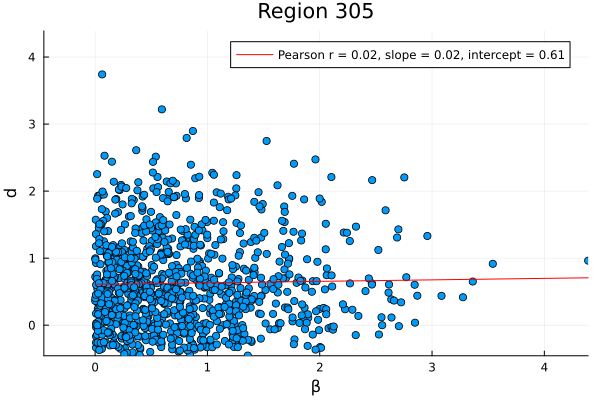 Region 305
Pearson r = 0.02, slope = 0.02, intercept = 0.61
4
3
2
1
0
d
0 1 2 3 4
β